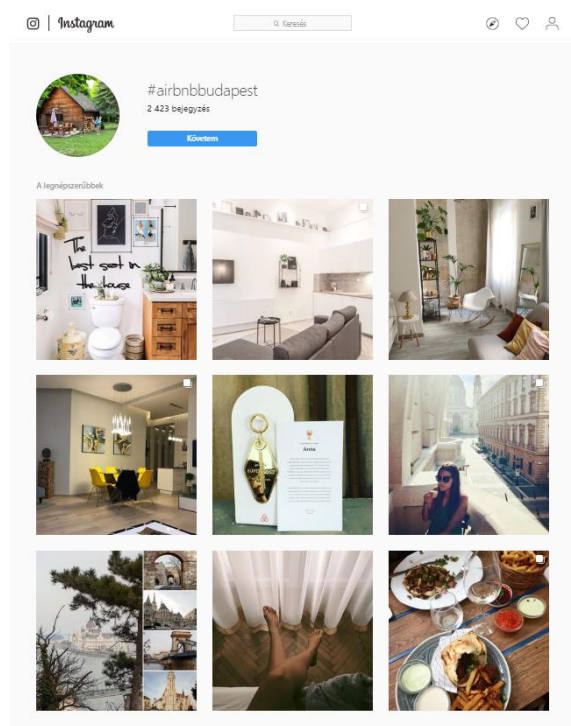 Instagram
Keresés
#airbnbbudapest
2 423 bejegyzés
Követem
A legnépszerűbbek
The
best seat in
the house
Anna